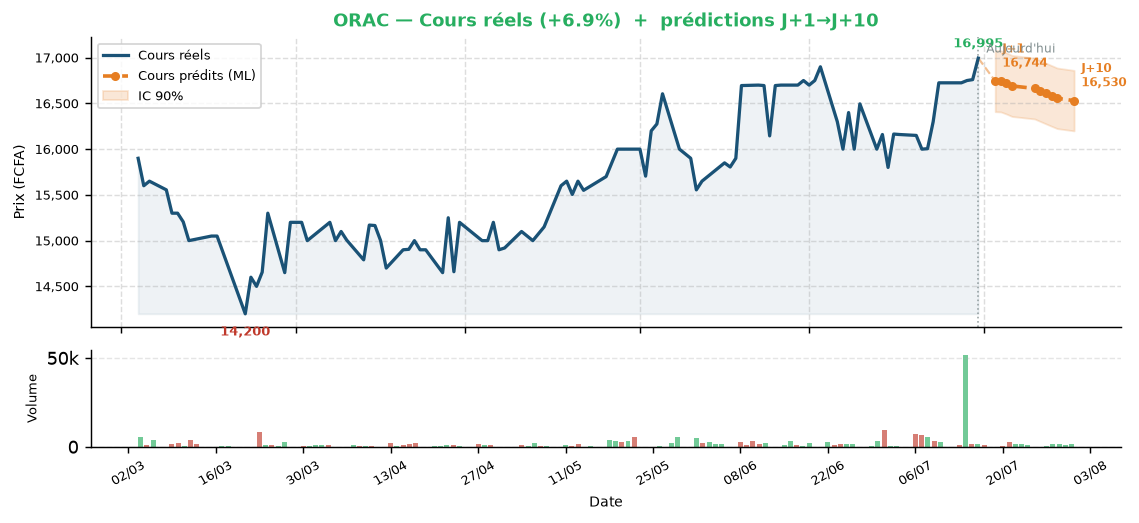 ORAC — Cours réels (+6.9%)  +  prédictions J+1→J+10
Cours réels
Cours prédits (ML)
IC 90%
16,995
Aujourd'hui
J+1
16,744
J+10
16,530
14,200
Prix (FCFA)
17,000
16,500
16,000
15,500
15,000
14,500
Volume
50k
0
02/03
16/03
30/03
13/04
27/04
11/05
25/05
08/06
22/06
06/07
20/07
03/08
Date